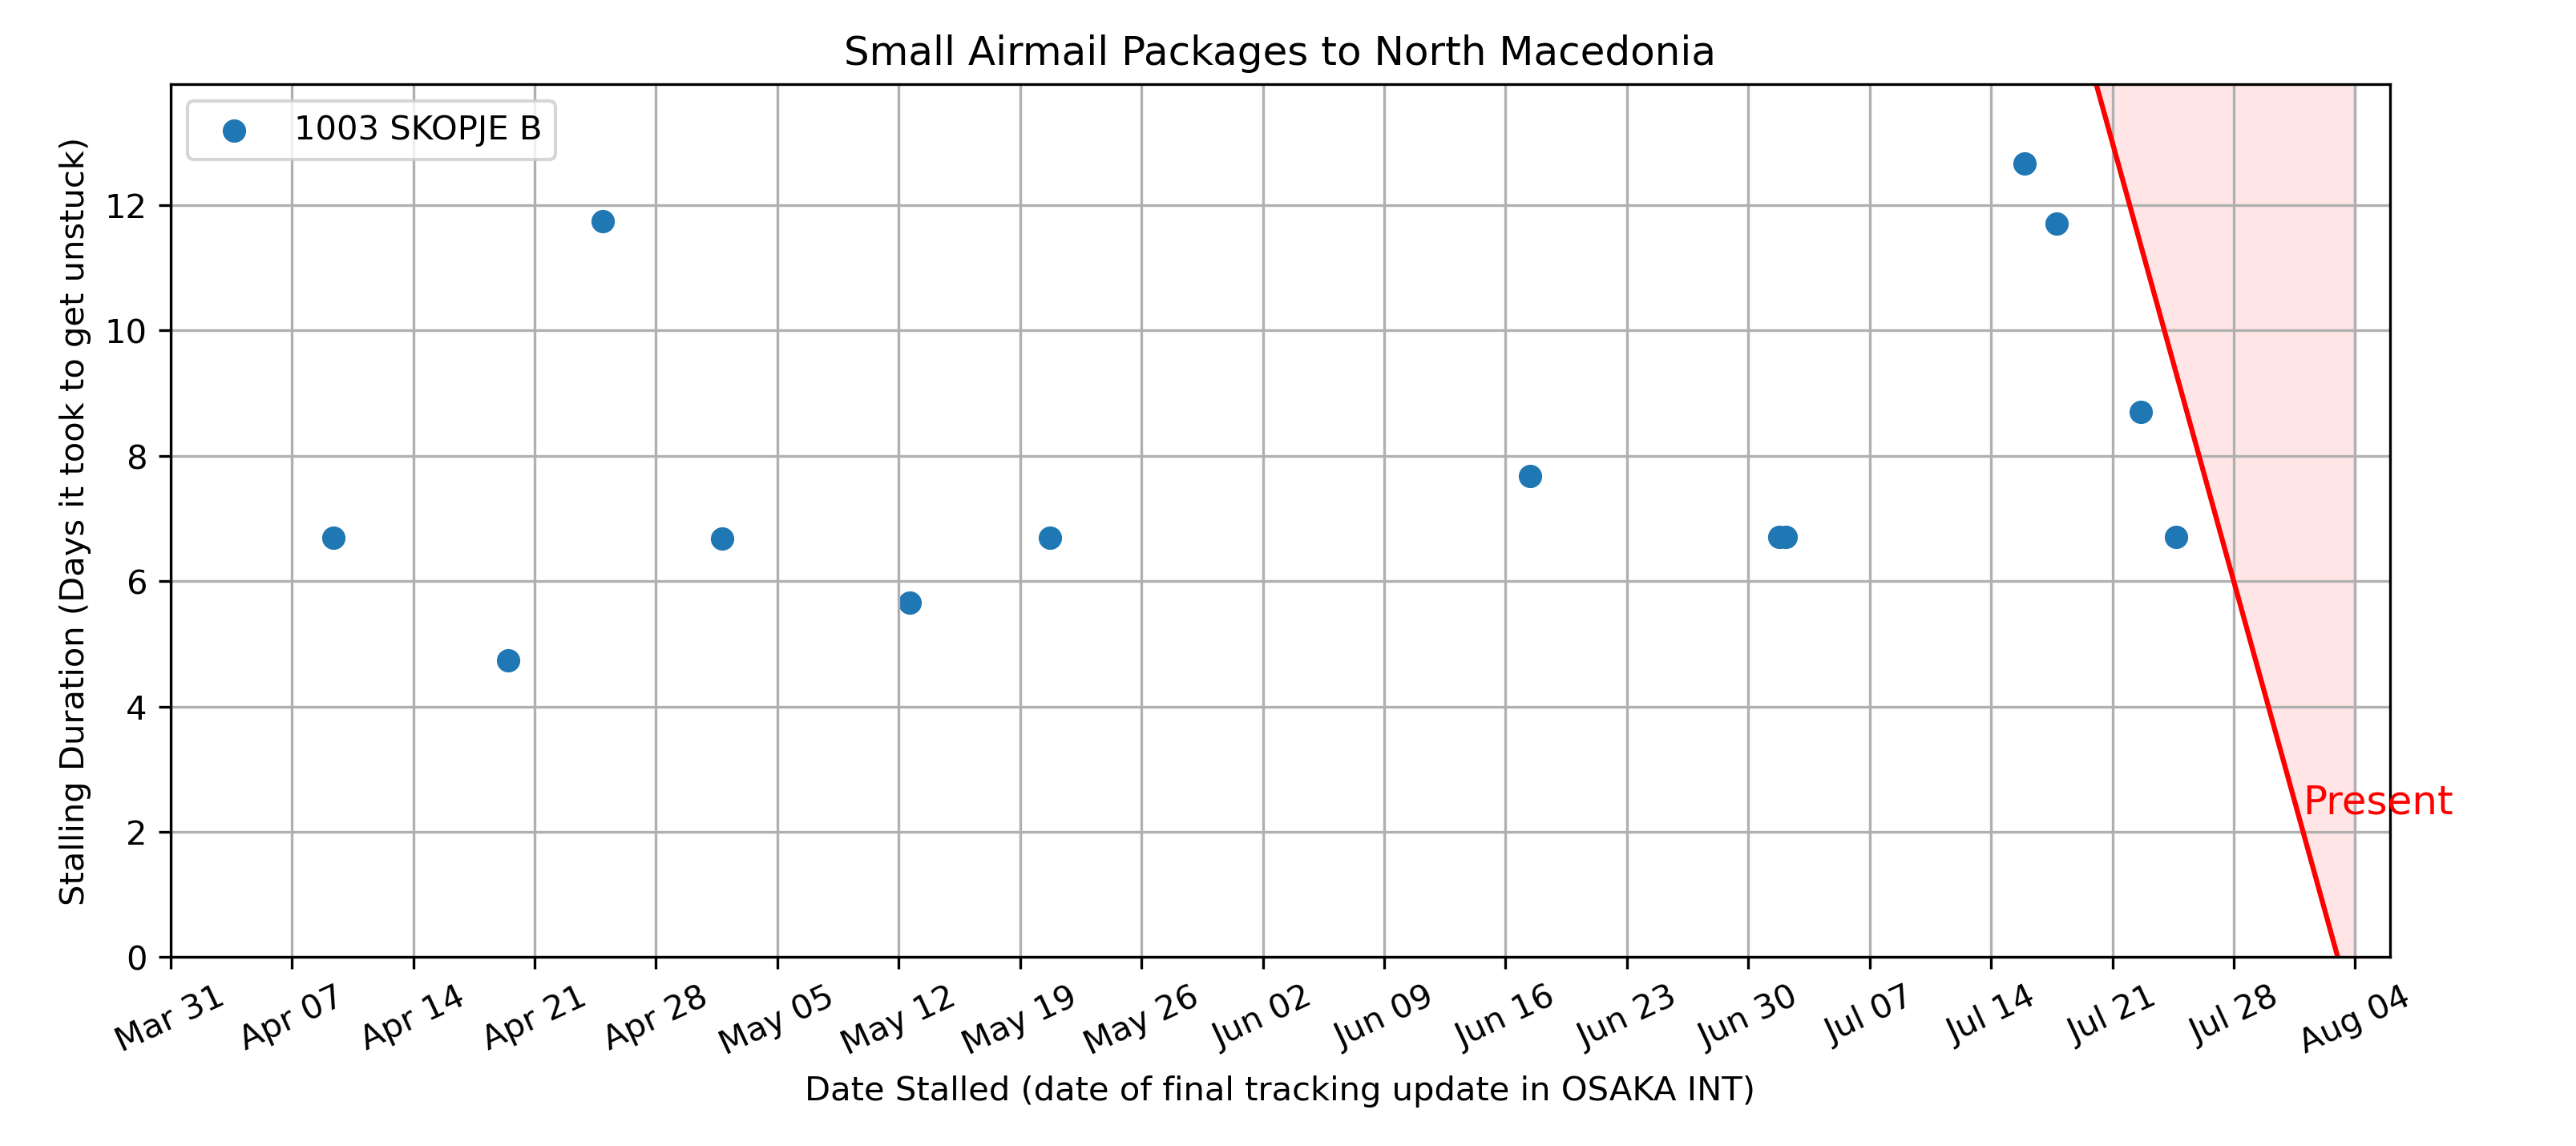 Small Airmail Packages to North Macedonia
1003 SKOPJE B
Stalling Duration (Days it took to get unstuck)
12
10
8
6
4
2
0
Present
Mar 31
Apr 07
Apr 14
Apr 21
Apr 28
May 05
May 12
May 19
May 26
Jun 02
Jun 09
Jun 16
Jun 23
Jun 30
Jul 07
Jul 14
Jul 21
Jul 28
Aug 04
Date Stalled (date of final tracking update in OSAKA INT)